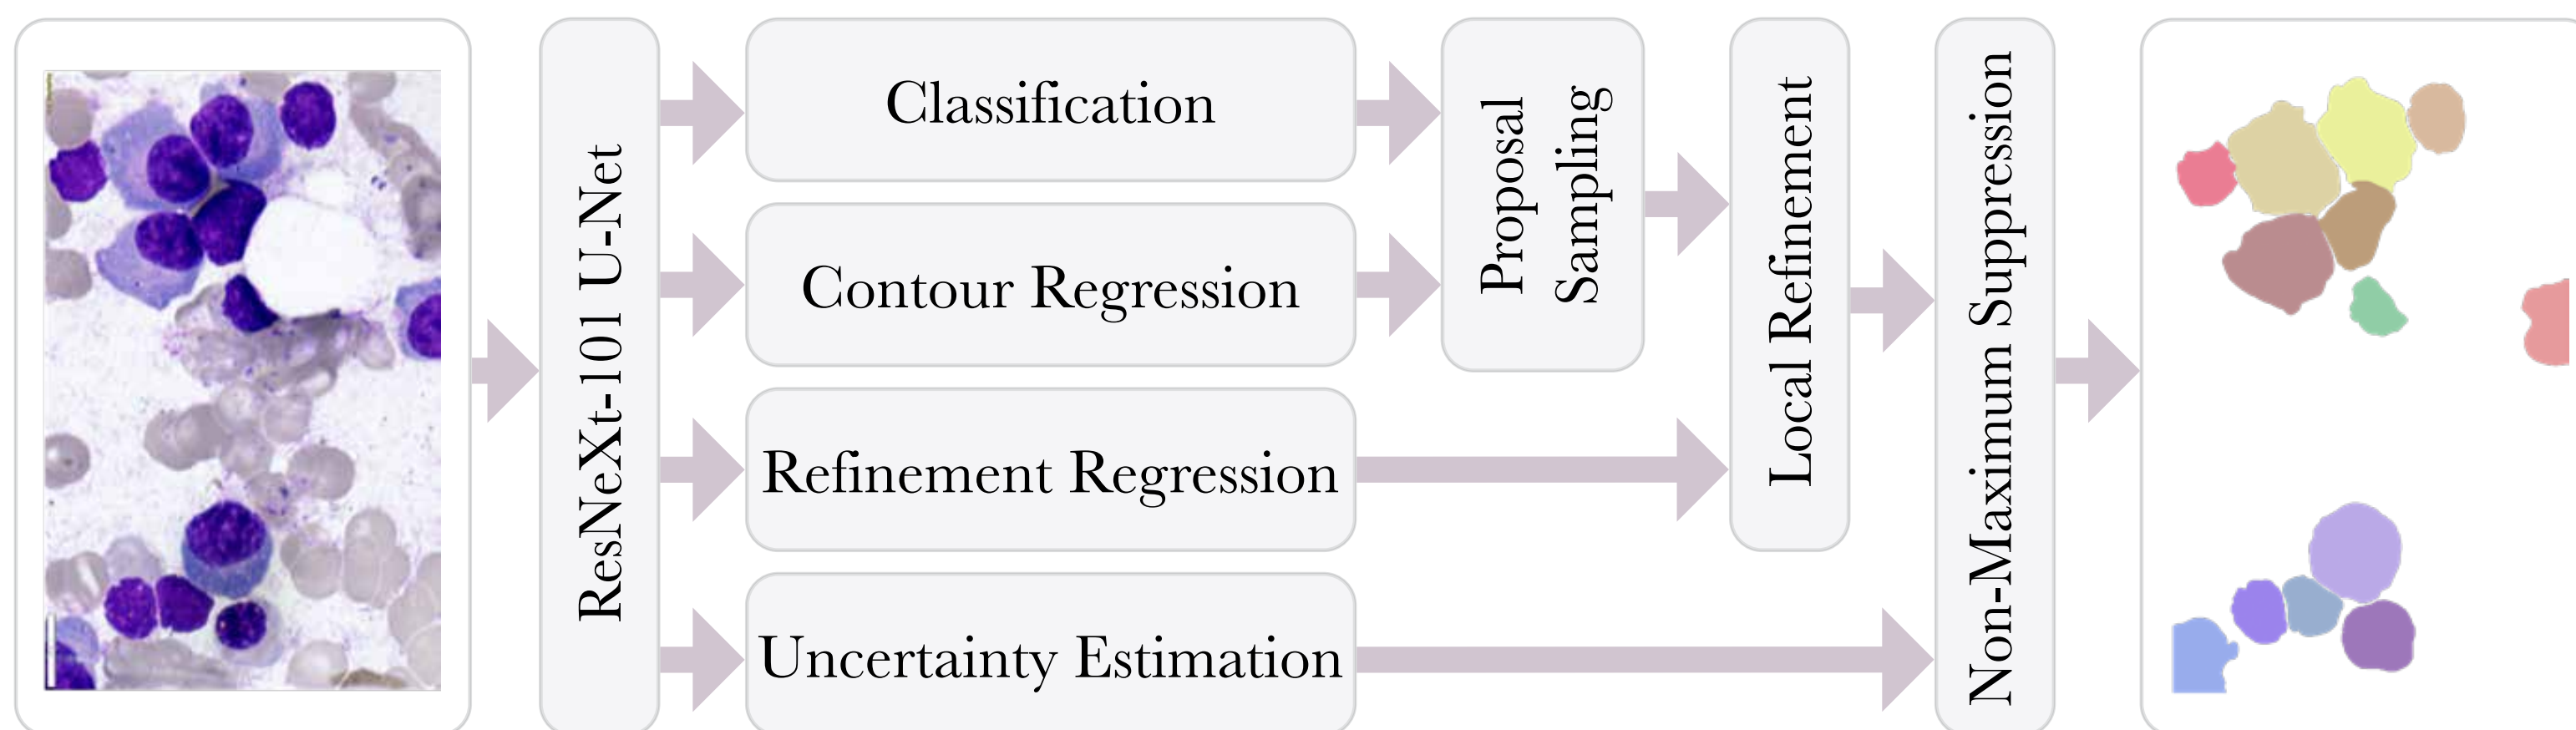 ResNeXt-101 U-Net
Classification
Contour Regression
Refinement Regression
Uncertainty Estimation
Proposal
Sampling
Local Refinement
Non-Maximum Suppression